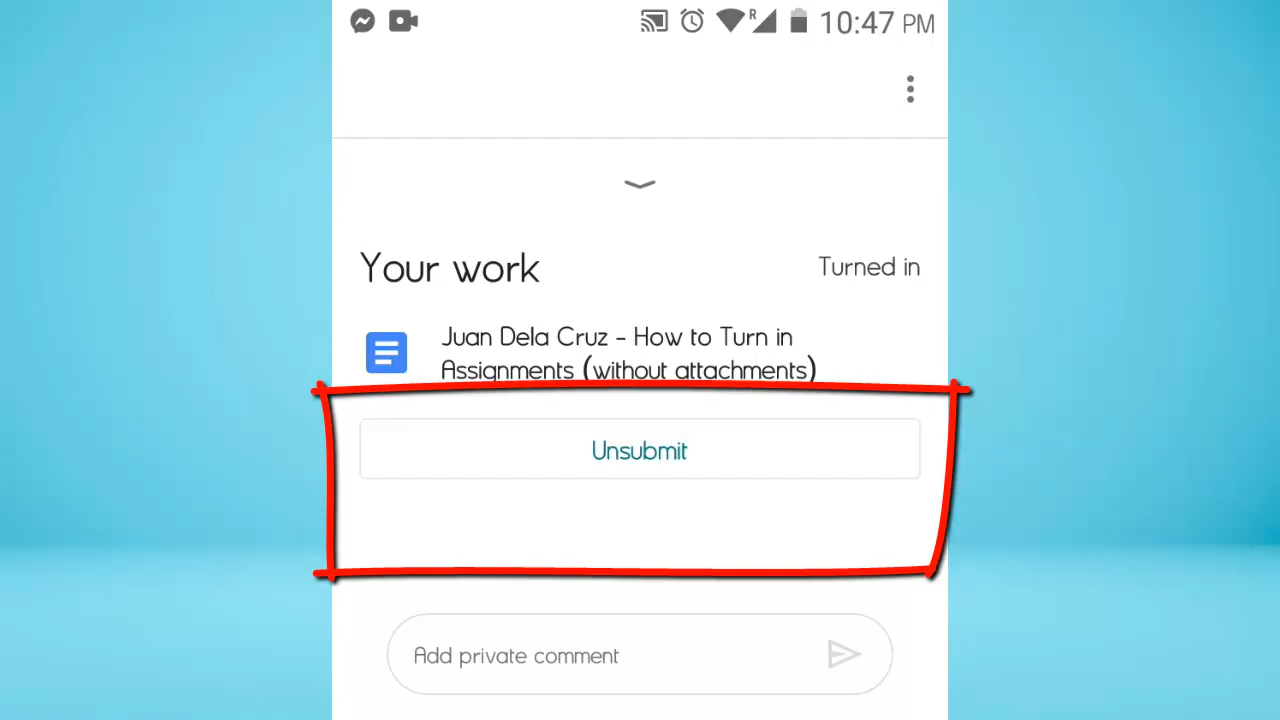 R
10:47 PM
Your work
Turned in
Juan Dela Cruz - How to Turn in
Assignments (without attachments)
Unsubmit
Add private comment